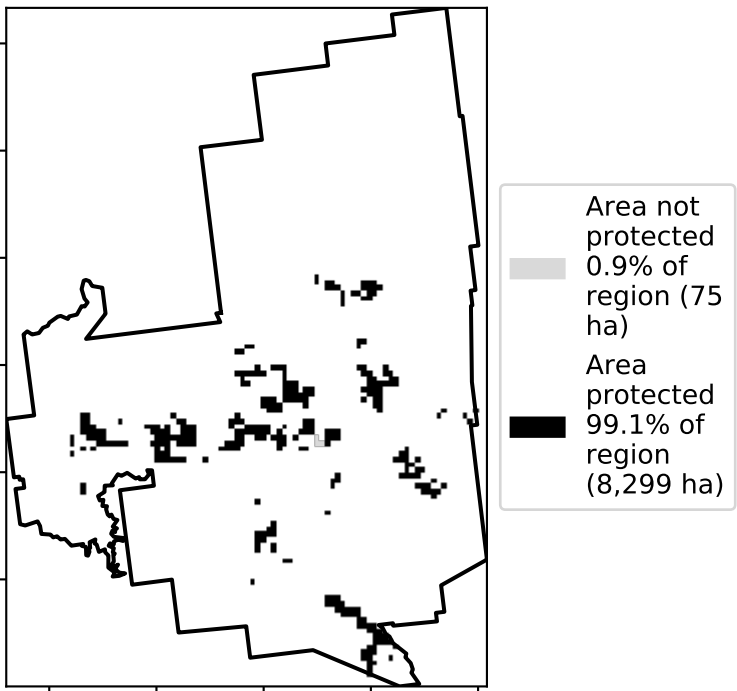 Area not
protected
0.9% of
region (75
ha)
Area
protected
99.1% of
region
(8,299 ha)